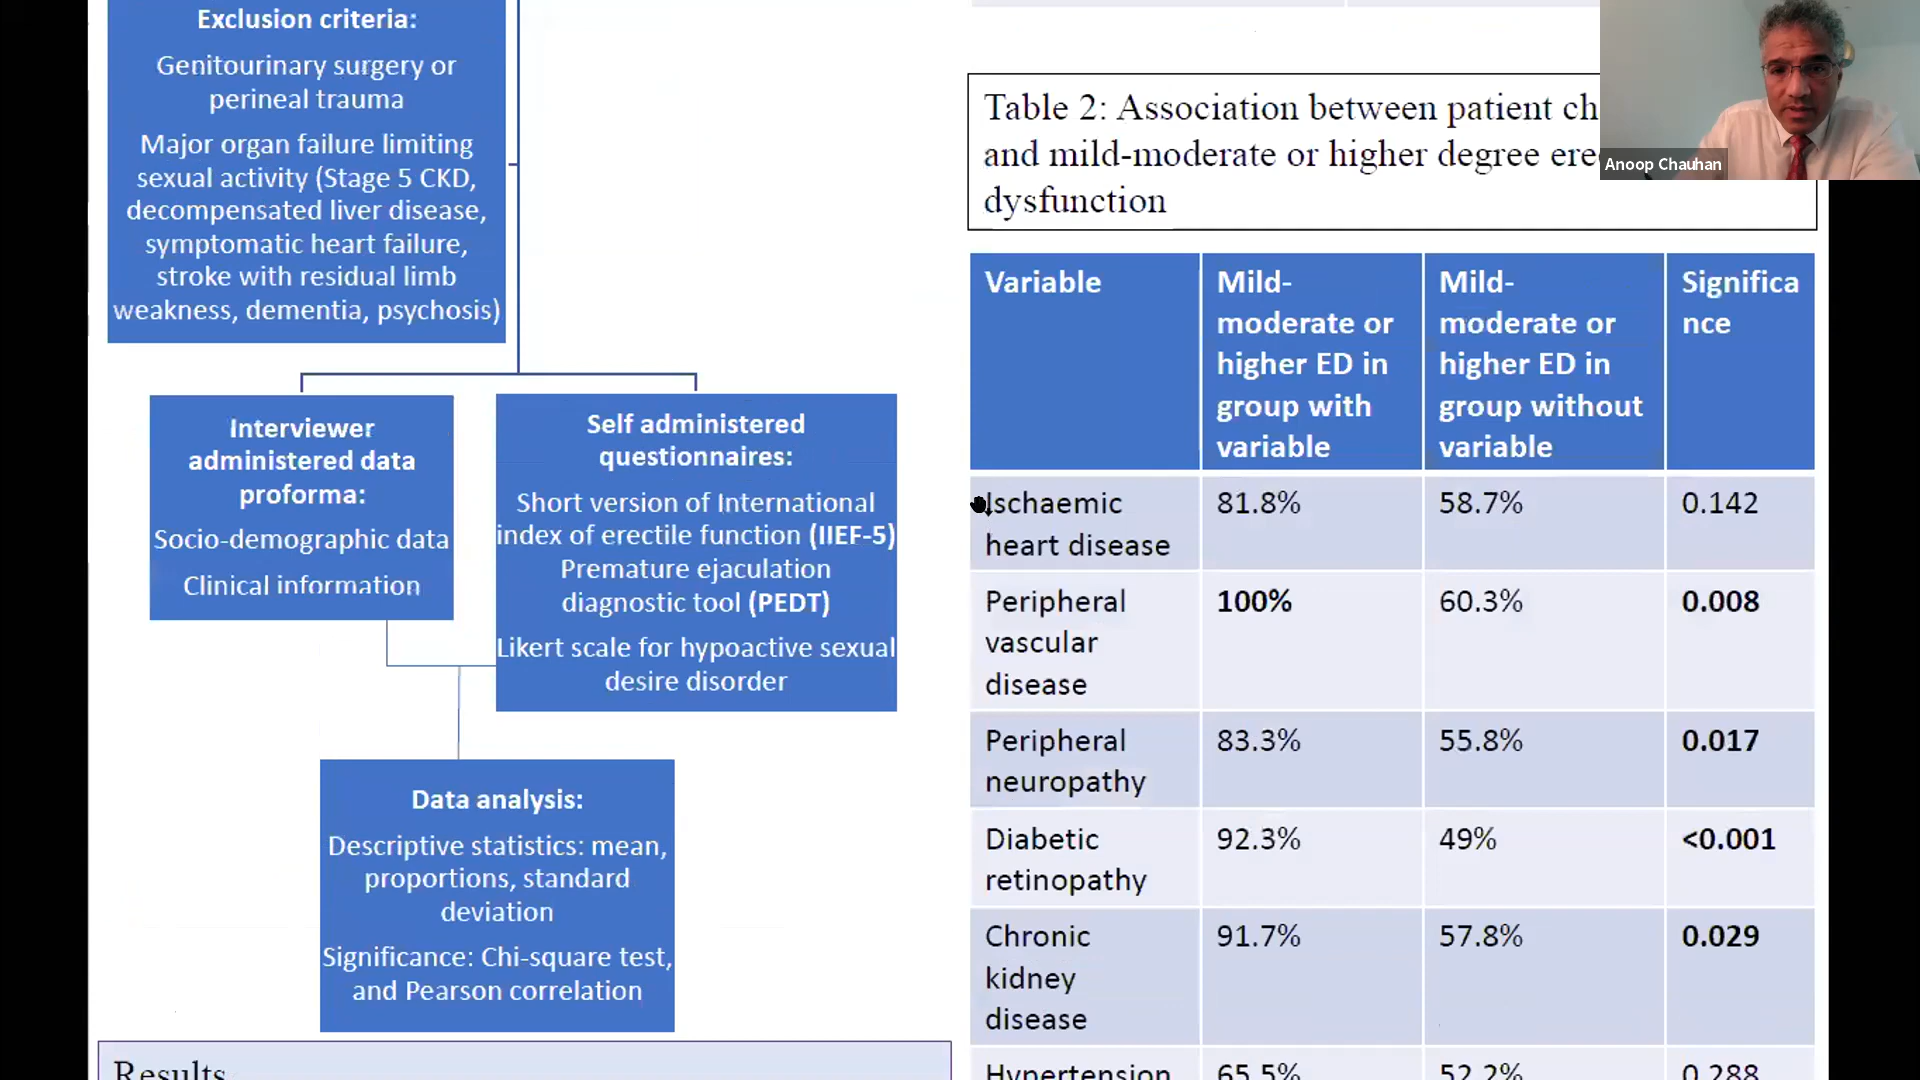 Exclusion criteria:
Genitourinary surgery or
perineal trauma
Major organ failure limiting
sexual activity (Stage 5 CKD,
decompensated liver disease,
symptomatic heart failure,
stroke with residual limb
weakness, dementia, psychosis)
Interviewer
administered data
proforma:
Socio-demographic data
Clinical information
Self administered
questionnaires:
Short version of International
index of erectile function (IIEF-5)
Premature ejaculation
diagnostic tool (PEDT)
Likert scale for hypoactive sexual
desire disorder
Data analysis:
Descriptive statistics: mean,
proportions, standard
deviation
Significance: Chi-square test,
and Pearson correlation
Results
Table 2: Association between patient
and mild-moderate or higher degree
dysfunction
Anoop Chauhan
Variable
Mild-
moderate or
higher ED in
group with
variable
Mild-
moderate or
higher ED in
group without
variable
Significa
nce
Ischaemic
heart disease
81.8%
58.7%
0.142
Peripheral
vascular
disease
100%
60.3%
0.008
Peripheral
neuropathy
83.3%
55.8%
0.017
Diabetic
retinopathy
92.3%
49%
<0.001
Chronic
kidney
disease
91.7%
57.8%
0.029
Hypertension
65.5%
52.2%
0.288